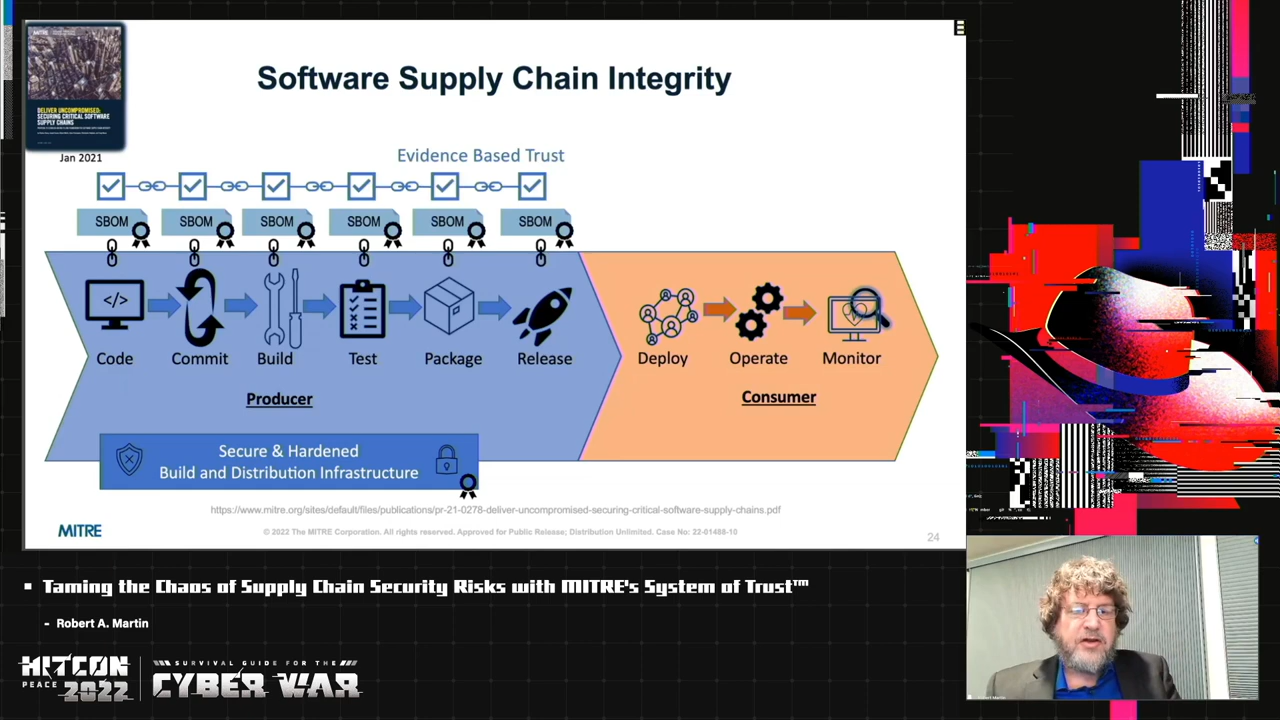 MITRE
DELIVER UNCOMPROMISED:
SECURING CRITICAL SOFTWARE
SUPPLY CHAINS
Jan 2021
Software Supply Chain Integrity
Evidence Based Trust
SBOM SBOM SBOM SBOM SBOM SBOM
</>
Code Commit Build Test Package Release
Deploy Operate Monitor
Producer
Consumer
Secure & Hardened
Build and Distribution Infrastructure
https://www.mitre.org/sites/default/files/publications/pr-21-0278-deliver-uncompromised-securing-critical-software-supply-chains.pdf
MITRE
© 2022 The MITRE Corporation. All rights reserved. Approved for Public Release; Distribution Unlimited. Case No: 22-01488-10
24
▪ Taming the Chaos of Supply Chain Security Risks with MITRE's System of Trust™
- Robert A. Martin
HITCON
PEACE 2022
SURVIVAL GUIDE FOR THE
CYBER WAR
Robert Martin